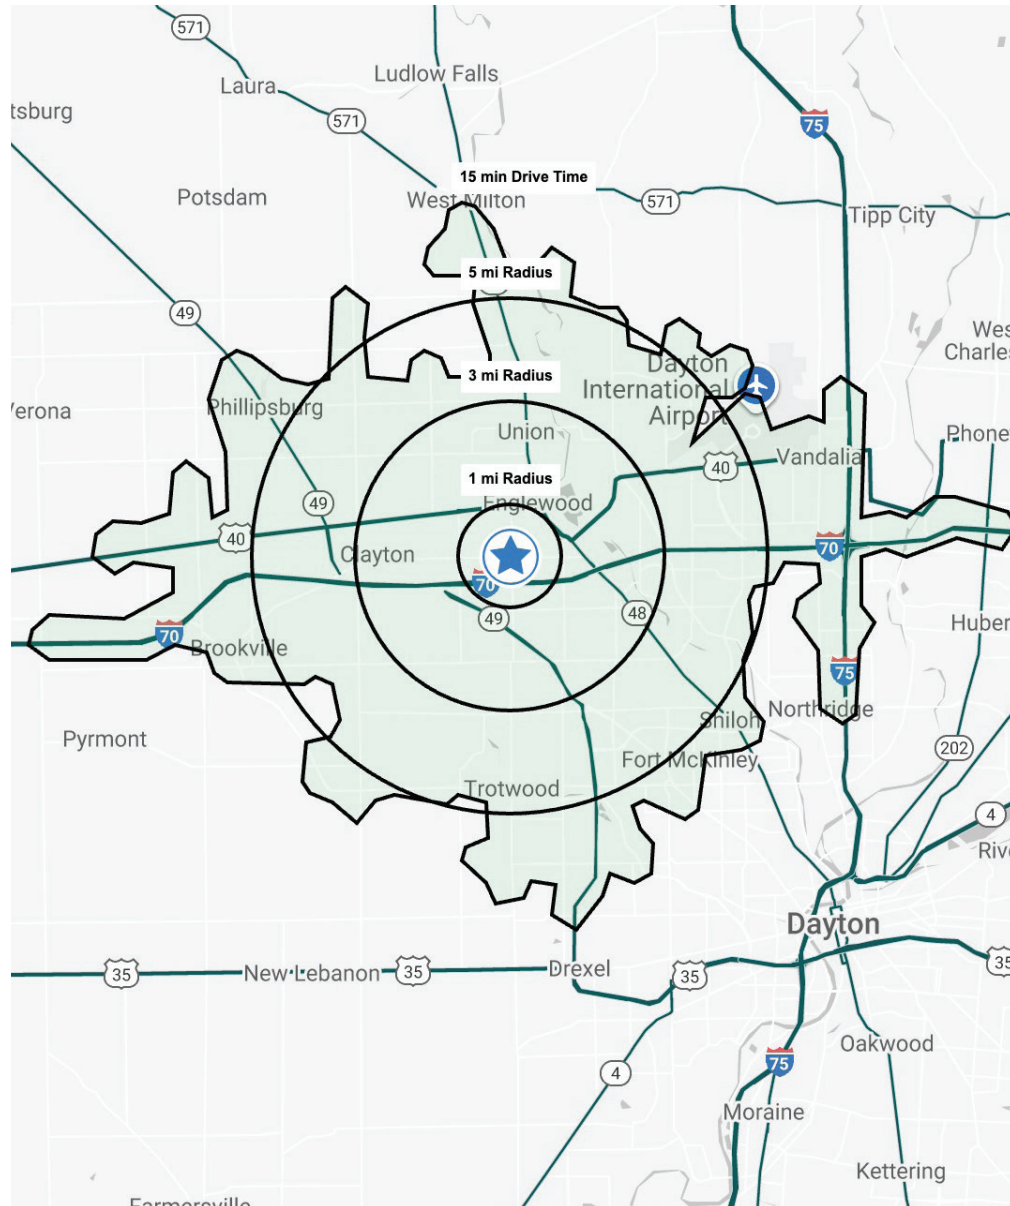 571
Ludlow Falls
Laura
tsburg
571
75
15 min Drive Time
Potsdam
West Milton
571
Tipp City
5 mi Radius
49
Wes
Charles
Dayton
International
Airport
3 mi Radius
Verona
Phillipsburg
Union
Phone
40
Vandalia
1 mi Radius
49
Englewood
40
Clayton
70
70
49
48
Huber
70
Brookville
75
Northridge
Shiloh
Pyrmont
202
Fort McKinley
Trotwood
4
Rive
Dayton
35
New Lebanon
35
Drexel
35
35
Oakwood
4
75
Moraine
Kettering
Farmersville